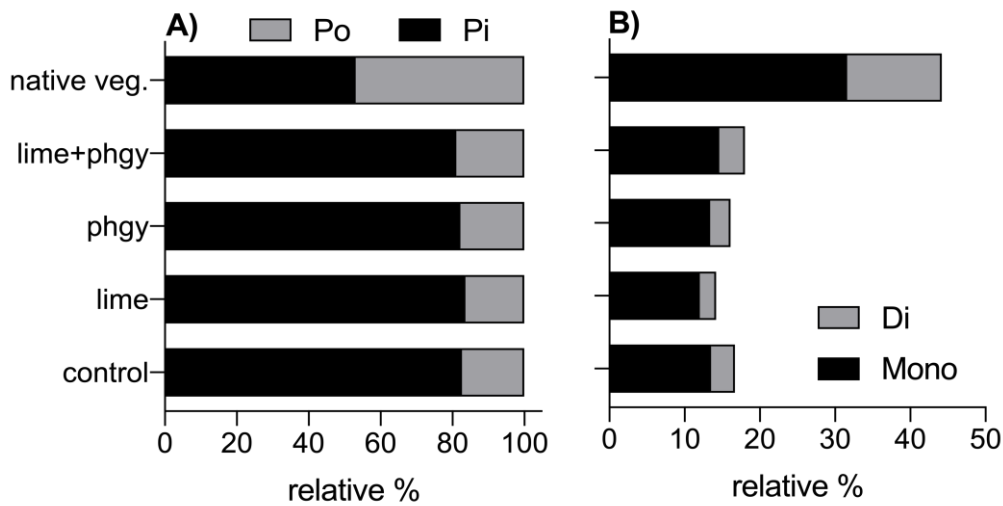 A) Po Pi
native veg.
lime+phgy
phgy
lime
control
0 20 40 60 80 100
relative %
B)
Di
Mono
0 10 20 30 40 50
relative %